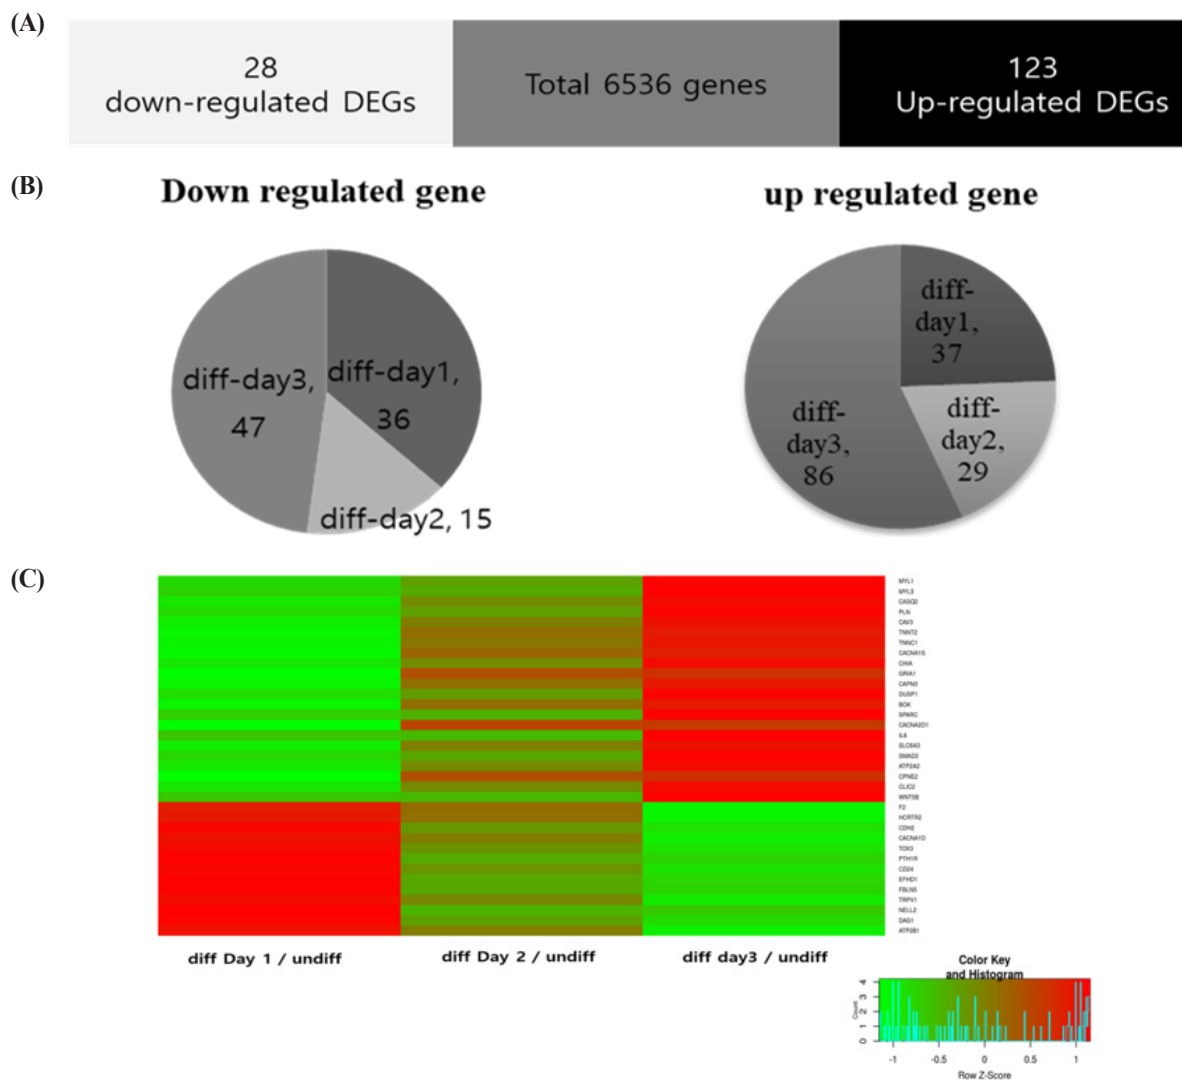 (A)
28
down-regulated DEGs
Total 6536 genes
123
Up-regulated DEGs
(B)
Down regulated gene
up regulated gene
diff-day3,
47
diff-day1,
36
diff-day2, 15
diff-
day1,
37
diff-
day2,
29
diff-
day3,
86
(C)
MYL1
MYL3
CASQ2
PLN
CAV3
TNNT2
TNNC1
CACNA1S
CHIA
GRIA1
CAPN3
DUSP1
BOK
SPARC
CACNA2D1
IL6
SLC8A3
SMAD3
ATP2A2
CPNE2
CLIC2
WNT5B
F2
HCRTR2
CDH2
CACNA1D
TOX3
PTH1R
CD24
EFHD1
FBLN5
TRPV1
NELL2
DAG1
ATP2B1
diff Day 1 / undiff
diff Day 2 / undiff
diff day3 / undiff
Color Key
and Histogram
Count
0 1 2 3 4
-1 -0.5 0 0.5 1
Row Z-Score